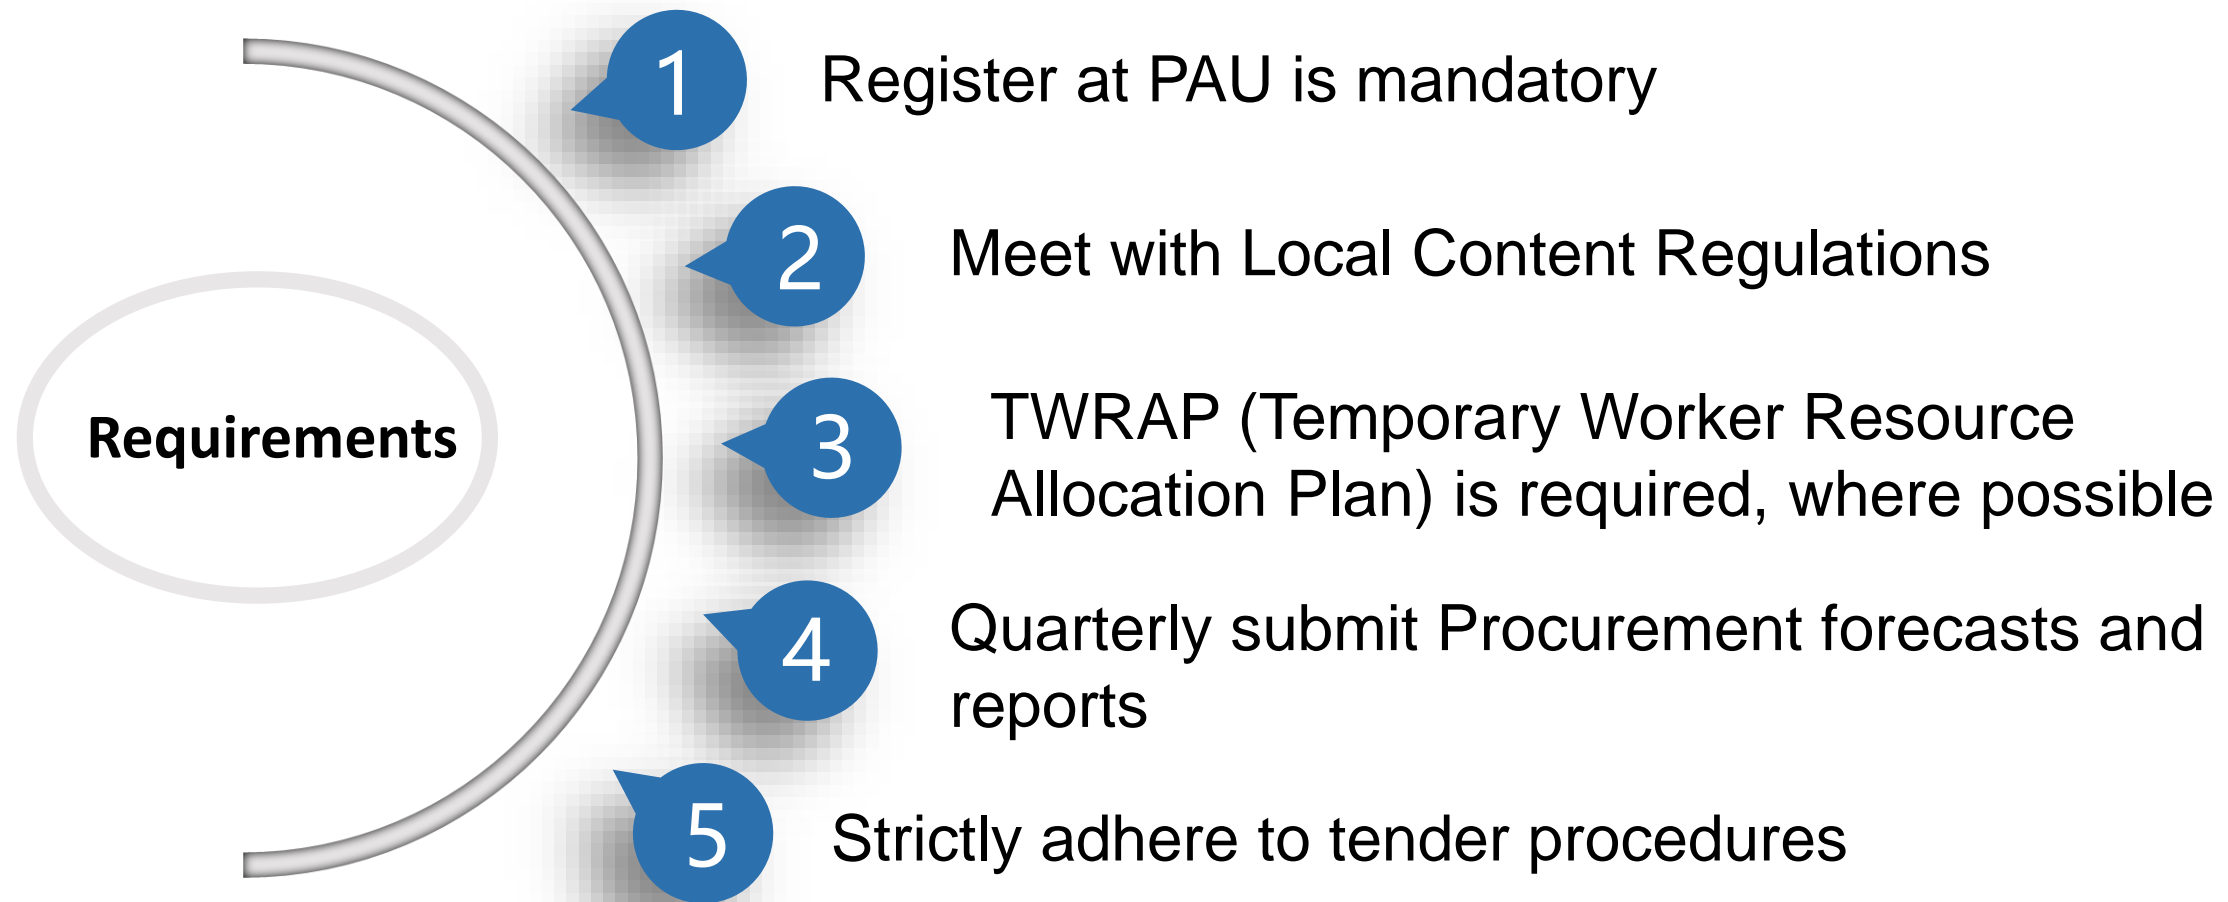 Requirements
1
Register at PAU is mandatory
2
Meet with Local Content Regulations
3
TWRAP (Temporary Worker Resource
Allocation Plan) is required, where possible
4
Quarterly submit Procurement forecasts and
reports
5
Strictly adhere to tender procedures